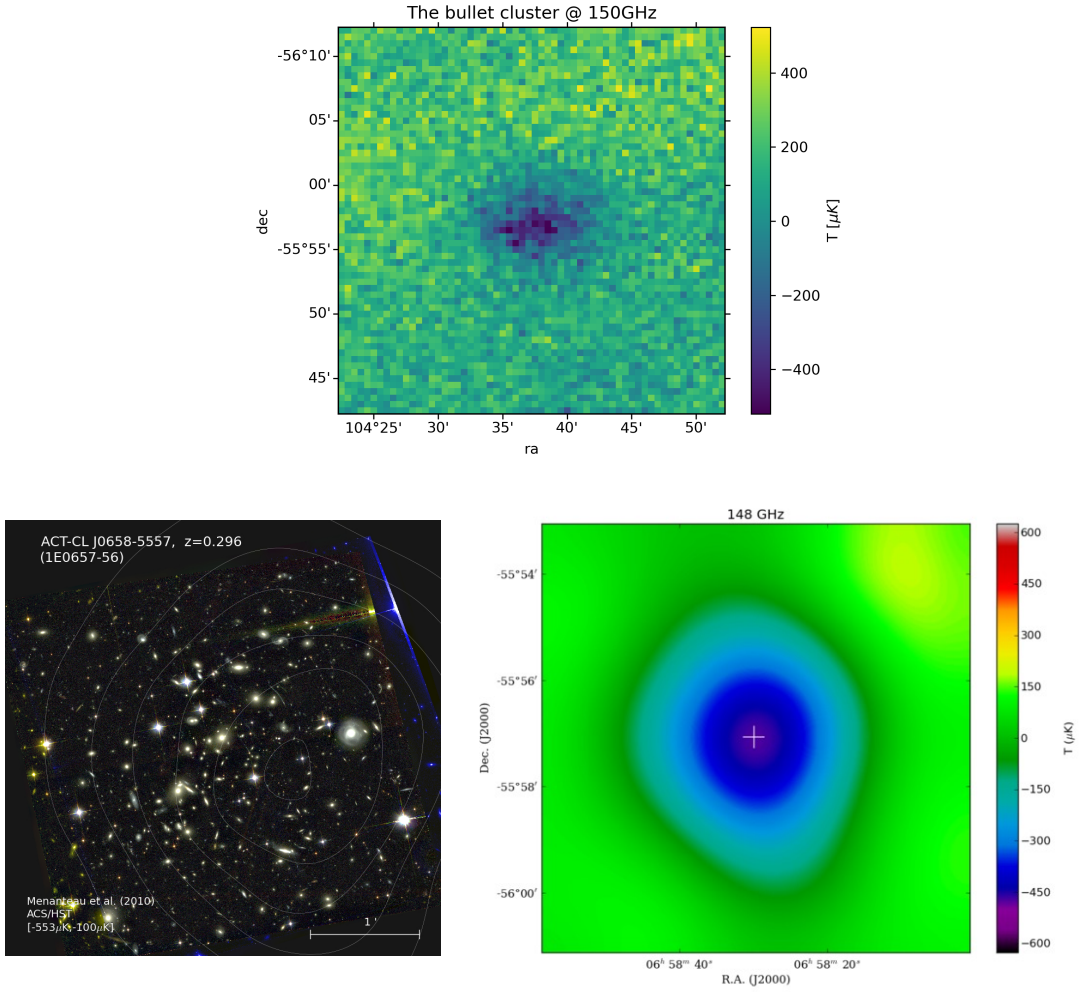 The bullet cluster @ 150GHz
-56°10'
05'
00'
-55°55'
50'
45'
dec
104°25' 30' 35' 40' 45' 50'
ra
400
200
0
−200
−400
T [μK]
ACT-CL J0658-5557, z=0.296
(1E0657-56)
Menanteau et al. (2010)
ACS/HST
[-553μK,-100μK]
1 '
148 GHz
-55°54′
-55°56′
-55°58′
-56°00′
Dec. (J2000)
06ʰ 58ᵐ 40ˢ 06ʰ 58ᵐ 20ˢ
R.A. (J2000)
600
450
300
150
0
−150
−300
−450
−600
T (μK)